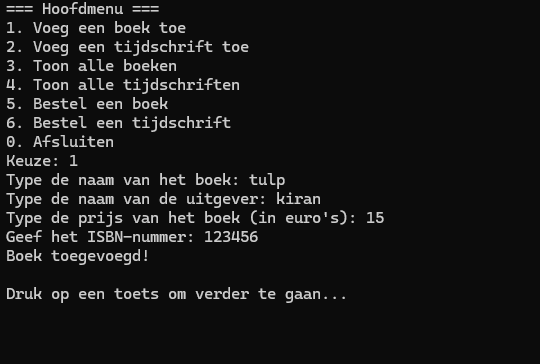 === Hoofdmenu ===
1. Voeg een boek toe
2. Voeg een tijdschrift toe
3. Toon alle boeken
4. Toon alle tijdschriften
5. Bestel een boek
6. Bestel een tijdschrift
0. Afsluiten
Keuze: 1
Type de naam van het boek: tulp
Type de naam van de uitgever: kiran
Type de prijs van het boek (in euro's): 15
Geef het ISBN-nummer: 123456
Boek toegevoegd!
Druk op een toets om verder te gaan...